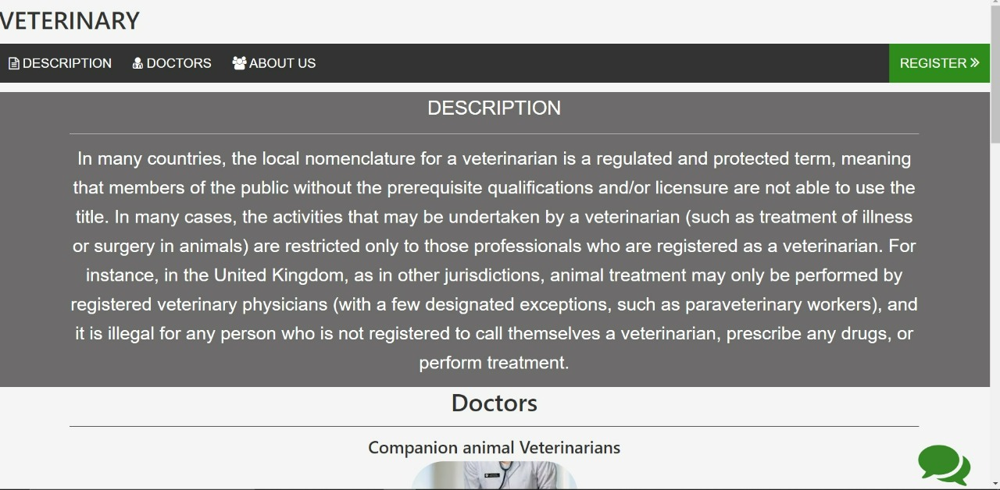 VETERINARY
DESCRIPTION DOCTORS ABOUT US REGISTER
DESCRIPTION
In many countries, the local nomenclature for a veterinarian is a regulated and protected term, meaning
that members of the public without the prerequisite qualifications and/or licensure are not able to use the
title. In many cases, the activities that may be undertaken by a veterinarian (such as treatment of illness
or surgery in animals) are restricted only to those professionals who are registered as a veterinarian. For
instance, in the United Kingdom, as in other jurisdictions, animal treatment may only be performed by
registered veterinary physicians (with a few designated exceptions, such as paraveterinary workers), and
it is illegal for any person who is not registered to call themselves a veterinarian, prescribe any drugs, or
perform treatment.
Doctors
Companion animal Veterinarians